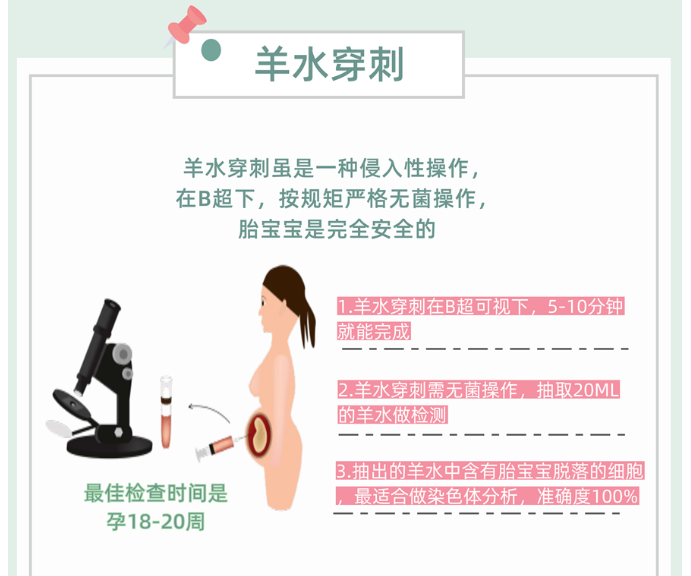 羊水穿刺
羊水穿刺虽是一种侵入性操作，
在B超下，按规矩严格无菌操作，
胎宝宝是完全安全的
1.羊水穿刺在B超可视下，5-10分钟
就能完成
2.羊水穿刺需无菌操作，抽取20ML
的羊水做检测
3.抽出的羊水中含有胎宝宝脱落的细胞
，最适合做染色体分析，准确度100%
最佳检查时间是
孕18-20周